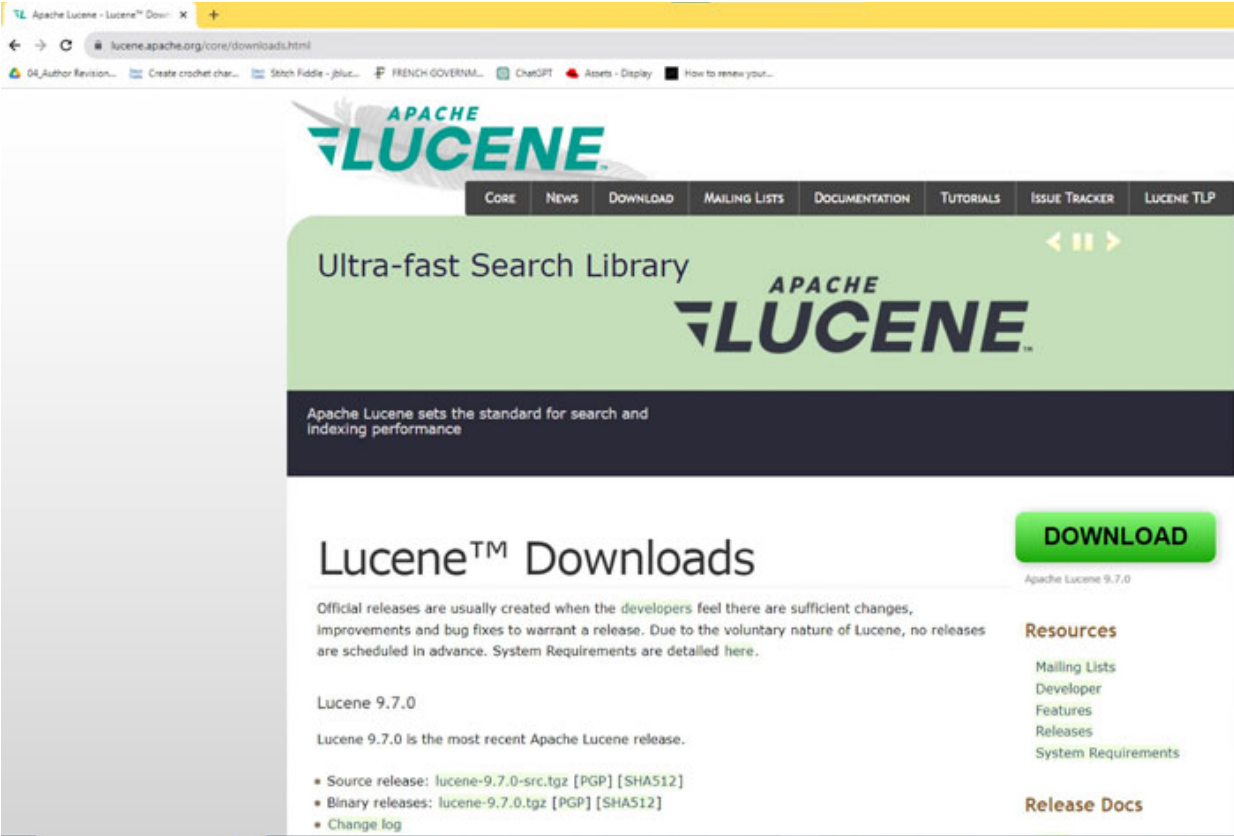 Apache Lucene - Lucene™ Down
lucene.apache.org/core/downloads.html
04_Author Revision... Create crochet char... Stitch Fiddle - jbluc... FRENCH GOVERNM... ChatGPT Assets - Display How to renew your...
APACHE
LUCENE
CORE NEWS DOWNLOAD MAILING LISTS DOCUMENTATION TUTORIALS ISSUE TRACKER LUCENE TLP
Ultra-fast Search Library
APACHE
LUCENE™
Apache Lucene sets the standard for search and
indexing performance
Lucene™ Downloads
Official releases are usually created when the developers feel there are sufficient changes,
improvements and bug fixes to warrant a release. Due to the voluntary nature of Lucene, no releases
are scheduled in advance. System Requirements are detailed here.
Lucene 9.7.0
Lucene 9.7.0 is the most recent Apache Lucene release.
• Source release: lucene-9.7.0-src.tgz [PGP] [SHA512]
• Binary releases: lucene-9.7.0.tgz [PGP] [SHA512]
• Change log
DOWNLOAD
Apache Lucene 9.7.0
Resources
Mailing Lists
Developer
Features
Releases
System Requirements
Release Docs